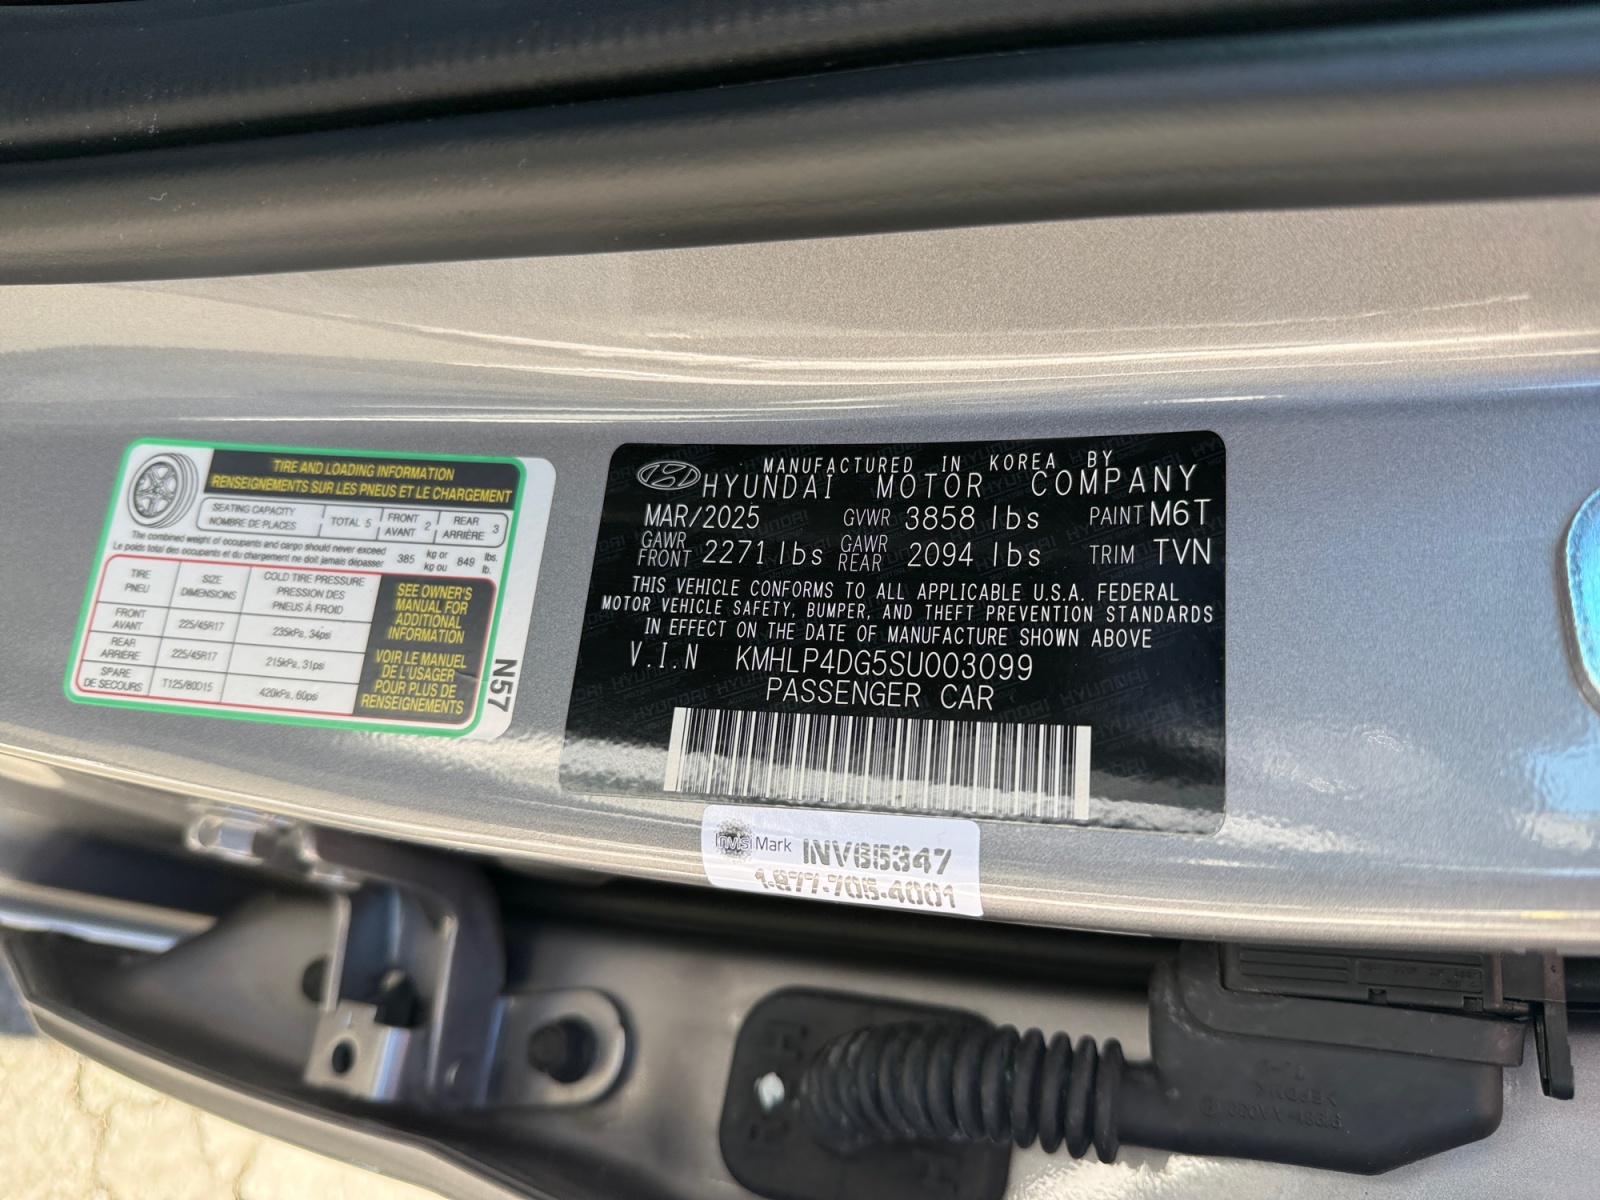 TIRE AND LOADING INFORMATION
RENSEIGNEMENTS SUR LES PNEUS ET LE CHARGEMENT
SEATING CAPACITY
NOMBRE DE PLACES
TOTAL 5
FRONT
AVANT
2
REAR
ARRIÈRE
3
The combined weight of occupants and cargo should never exceed
Le poids total des occupants et du chargement ne doit jamais dépasser
385
kg or
kg ou
849
lbs.
lb.
TIRE
PNEU
SIZE
DIMENSIONS
COLD TIRE PRESSURE
PRESSION DES
PNEUS À FROID
FRONT
AVANT
225/45R17
235kPa, 34psi
REAR
ARRIÈRE
225/45R17
215kPa, 31psi
SPARE
DE SECOURS
T125/80D15
420kPa, 60psi
SEE OWNER'S
MANUAL FOR
ADDITIONAL
INFORMATION
VOIR LE MANUEL
DE L'USAGER
POUR PLUS DE
RENSEIGNEMENTS
N57
MANUFACTURED IN KOREA BY
HYUNDAI MOTOR COMPANY
MAR/2025 GVWR 3858 lbs PAINT M6T
GAWR FRONT 2271 lbs GAWR REAR 2094 lbs TRIM TVN
THIS VEHICLE CONFORMS TO ALL APPLICABLE U.S.A. FEDERAL
MOTOR VEHICLE SAFETY, BUMPER, AND THEFT PREVENTION STANDARDS
IN EFFECT ON THE DATE OF MANUFACTURE SHOWN ABOVE
V.I.N KMHLP4DG5SU003099
PASSENGER CAR
InvisiMark INV65347
1-877-705-4001